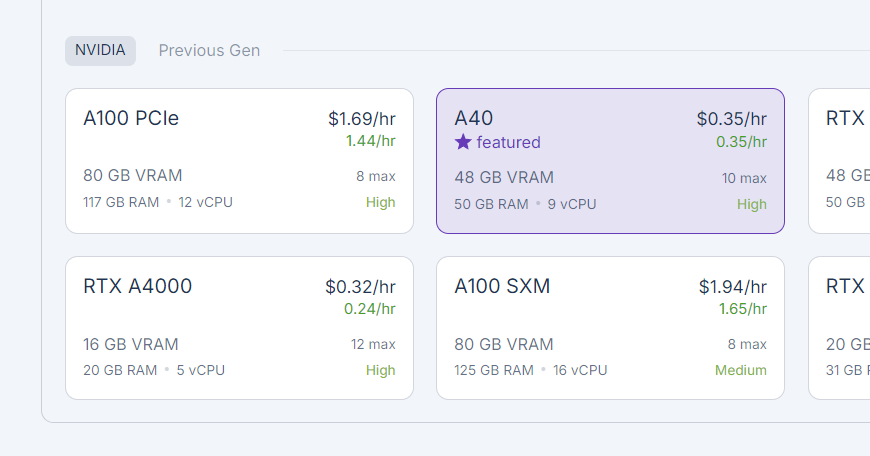 NVIDIA Previous Gen
A100 PCIe $1.69/hr
1.44/hr
80 GB VRAM 8 max
117 GB RAM • 12 vCPU High
A40 $0.35/hr
★ featured 0.35/hr
48 GB VRAM 10 max
50 GB RAM • 9 vCPU High
RTX
48 GB
50 GB
RTX A4000 $0.32/hr
0.24/hr
16 GB VRAM 12 max
20 GB RAM • 5 vCPU High
A100 SXM $1.94/hr
1.65/hr
80 GB VRAM 8 max
125 GB RAM • 16 vCPU Medium
RTX
20 GB
31 GB